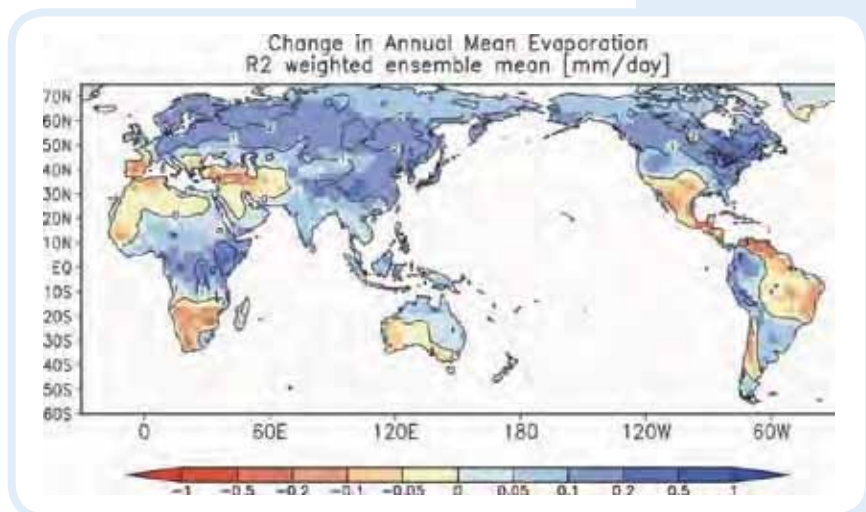 Change in Annual Mean Evaporation
R2 weighted ensemble mean [mm/day]
70N
60N
50N
40N
30N
20N
10N
EQ
10S
20S
30S
40S
50S
60S
0 60E 120E 180 120W 60W
-1 -0.5 -0.2 -0.1 -0.05 0 0.05 0.1 0.2 0.5 1